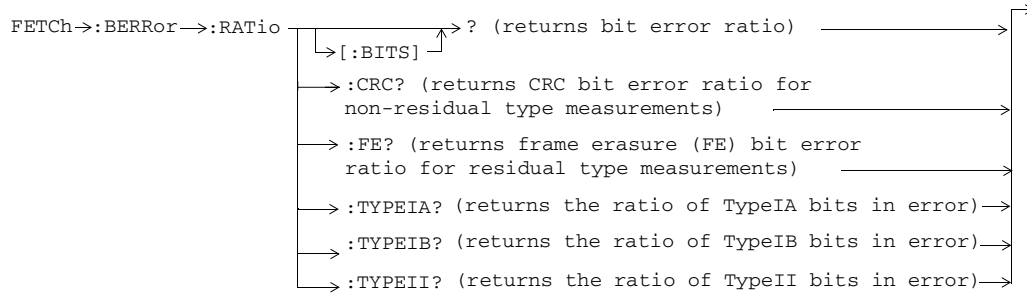 FETCh :BERRor :RATio ? (returns bit error ratio)
[:BITS]
:CRC? (returns CRC bit error ratio for
non-residual type measurements)
:FE? (returns frame erasure (FE) bit error
ratio for residual type measurements)
:TYPEIA? (returns the ratio of TypeIA bits in error)
:TYPEIB? (returns the ratio of TypeIB bits in error)
:TYPEII? (returns the ratio of TypeII bits in error)